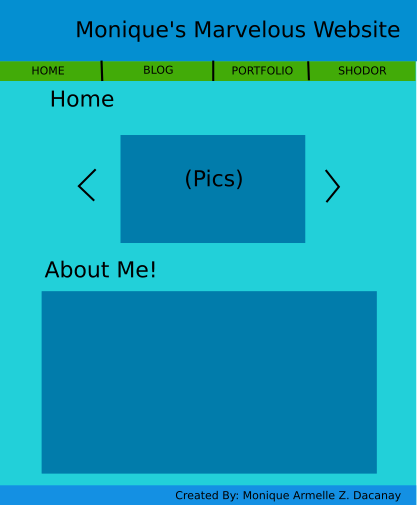 Monique's Marvelous Website
HOME BLOG PORTFOLIO SHODOR
Home
(Pics)
About Me!
Created By: Monique Armelle Z. Dacanay